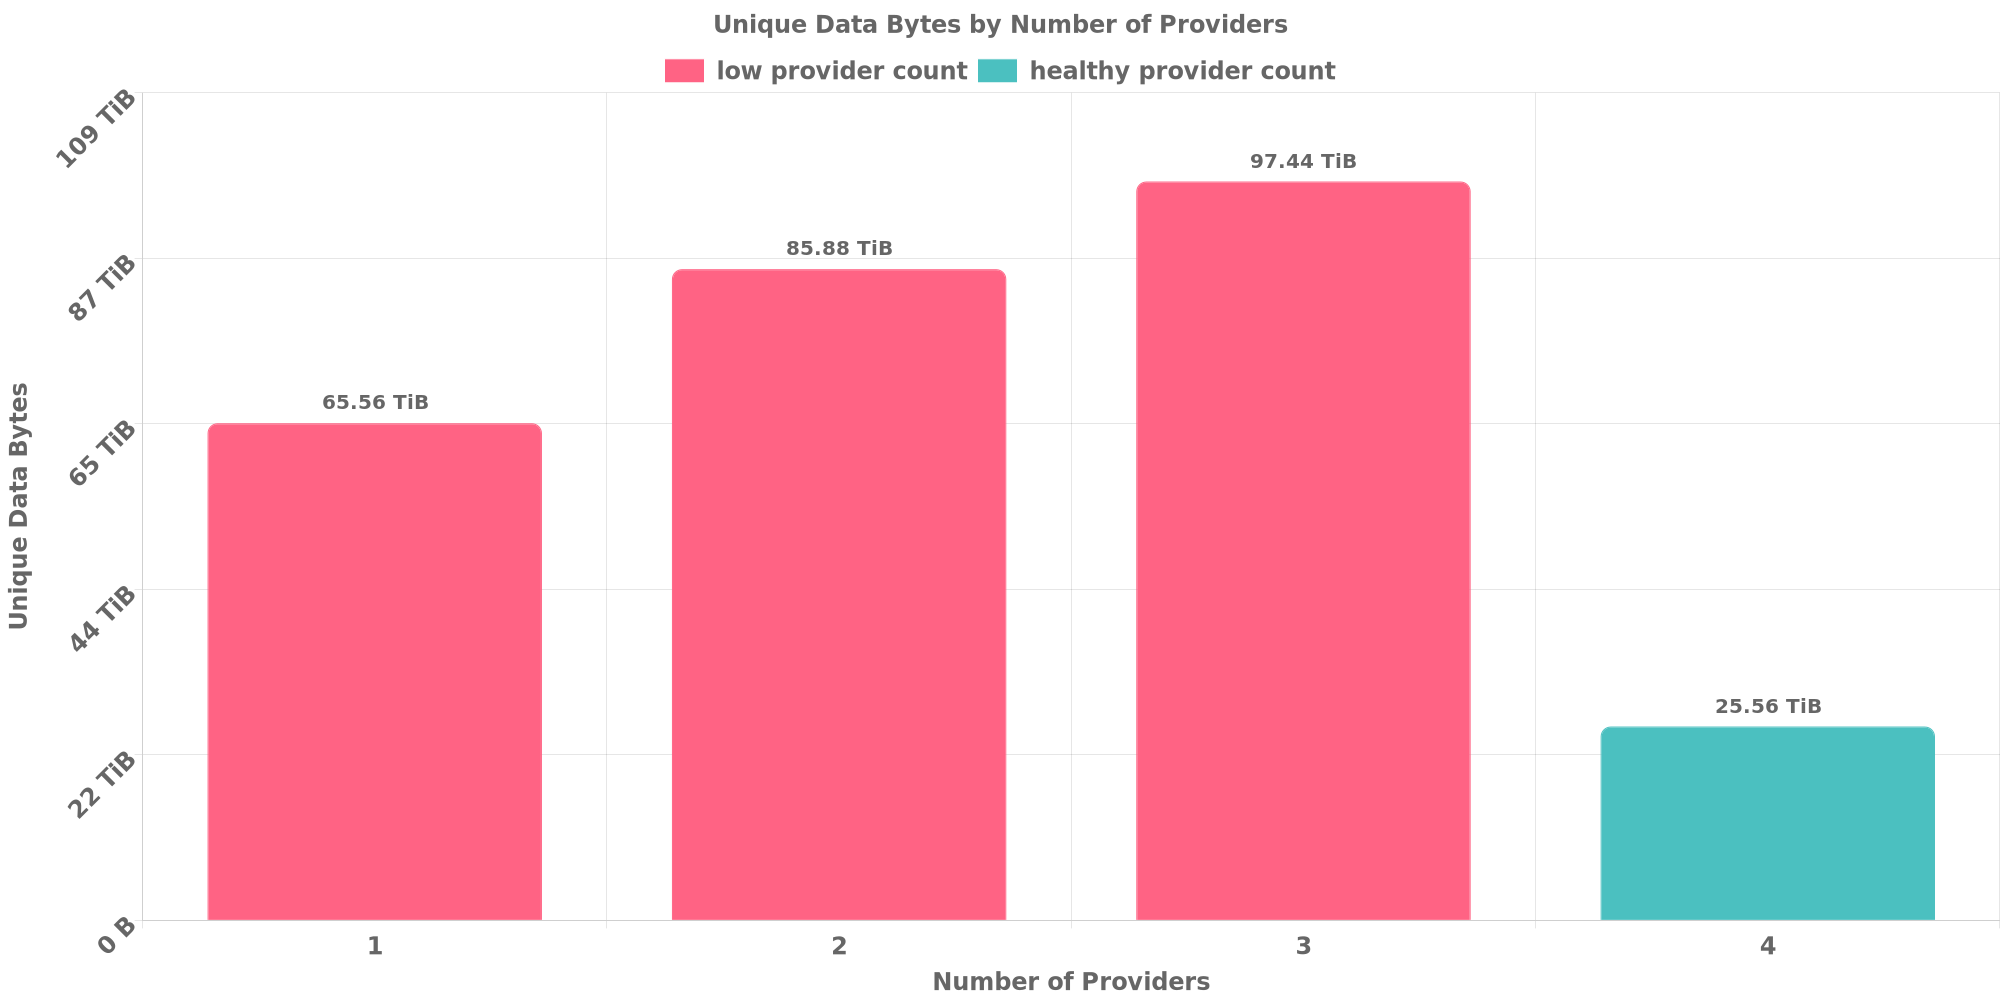 Unique Data Bytes by Number of Providers
low provider count healthy provider count
109 TiB
87 TiB
65 TiB
44 TiB
22 TiB
0 B
Unique Data Bytes
65.56 TiB
85.88 TiB
97.44 TiB
25.56 TiB
1 2 3 4
Number of Providers